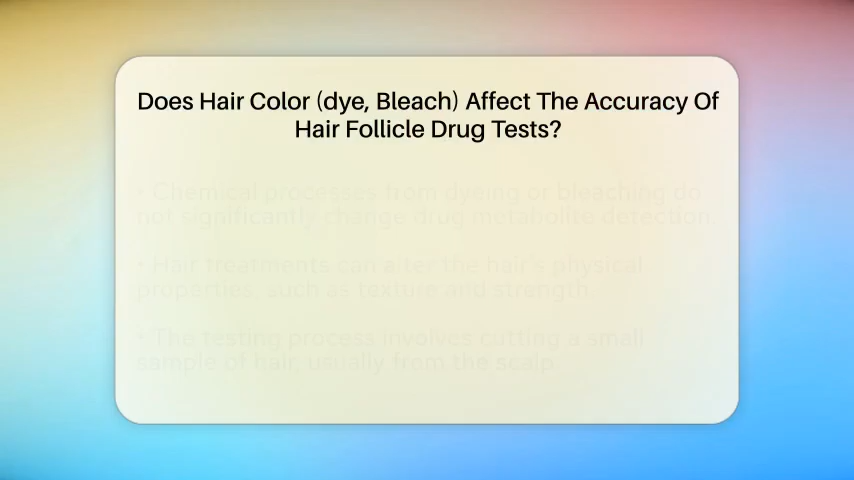 Does Hair Color (dye, Bleach) Affect The Accuracy Of
Hair Follicle Drug Tests?
• Chemical processes from dyeing or bleaching do
not significantly change drug metabolite detection.
• Hair treatments can alter the hair's physical
properties, such as texture and strength.
• The testing process involves cutting a small
sample of hair, usually from the scalp.